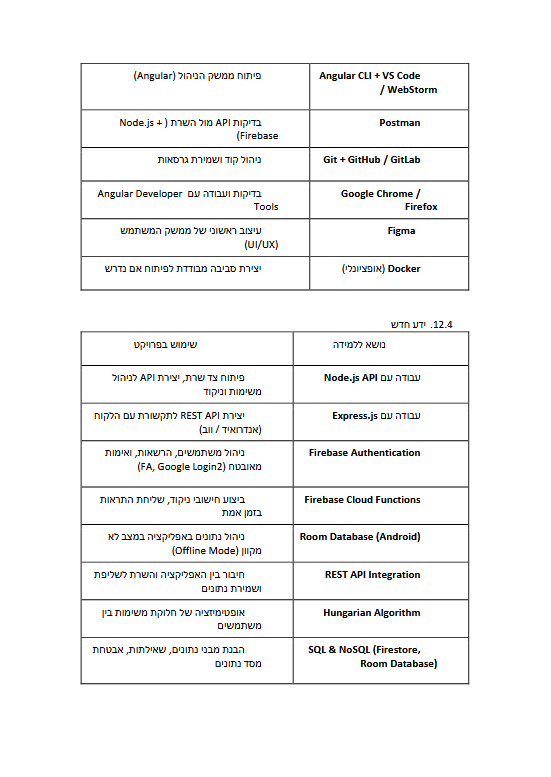 Angular CLI + VS Code
/ WebStorm
פיתוח ממשק הניהול (Angular)
Postman
בדיקות API מול השרת ( Node.js +
Firebase)
Git + GitHub / GitLab
ניהול קוד ושמירת גרסאות
Google Chrome /
Firefox
בדיקות ועבודה עם Angular Developer
Tools
Figma
עיצוב ראשוני של ממשק המשתמש
(UI/UX)
Docker (אופציונלי)
יצירת סביבה מבודדת לפיתוח אם נדרש
12.4. ידע חדש
נושא ללמידה
שימוש בפרויקט
עבודה עם Node.js API
פיתוח צד שרת, יצירת API לניהול
משימות וניקוד
עבודה עם Express.js
יצירת REST API לתקשורת עם הלקוח
(אנדרואיד / ווב)
Firebase Authentication
ניהול משתמשים, הרשאות, ואימות
מאובטח (FA, Google Login2)
Firebase Cloud Functions
ביצוע חישובי ניקוד, שליחת התראות
בזמן אמת
Room Database (Android)
ניהול נתונים באפליקציה במצב לא
מקוון (Offline Mode)
REST API Integration
חיבור בין האפליקציה והשרת לשליפת
ושמירת נתונים
Hungarian Algorithm
אופטימיזציה של חלוקת משימות בין
משתמשים
SQL & NoSQL (Firestore,
Room Database)
הבנת מבני נתונים, שאילתות, אבטחת
מסד נתונים